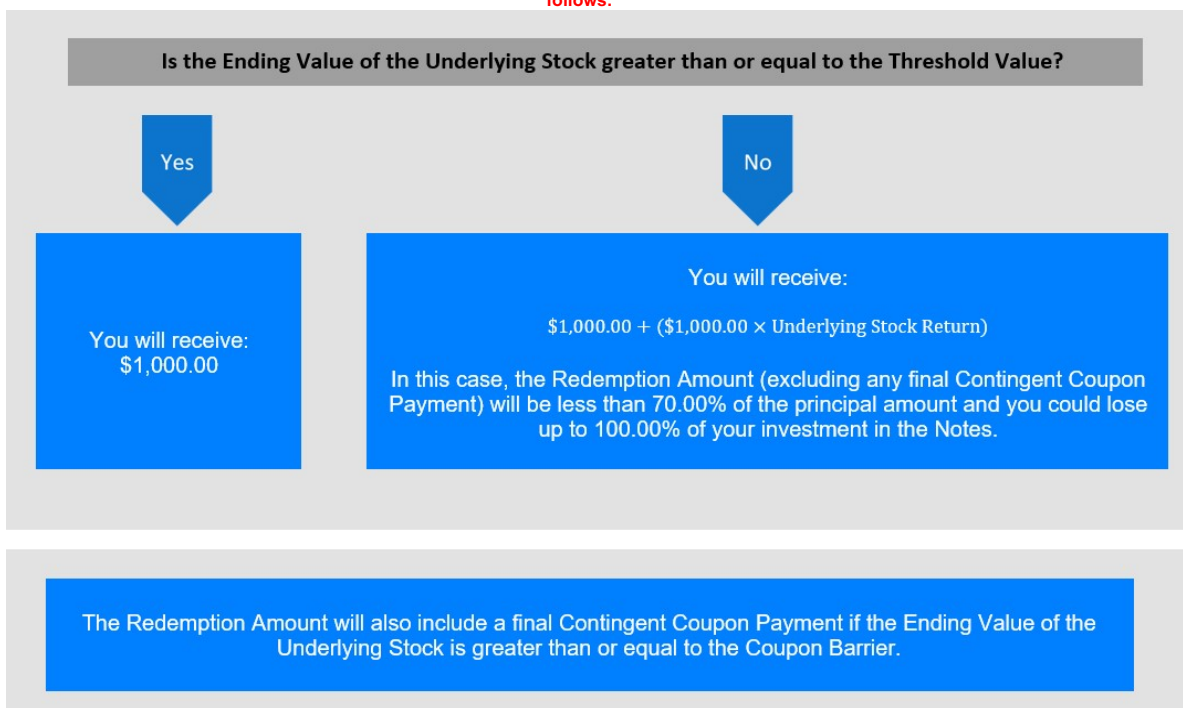 follows:
Is the Ending Value of the Underlying Stock greater than or equal to the Threshold Value?
Yes
No
You will receive:
$1,000.00
You will receive:
$1,000.00 + ($1,000.00 × Underlying Stock Return)
In this case, the Redemption Amount (excluding any final Contingent Coupon
Payment) will be less than 70.00% of the principal amount and you could lose
up to 100.00% of your investment in the Notes.
The Redemption Amount will also include a final Contingent Coupon Payment if the Ending Value of the
Underlying Stock is greater than or equal to the Coupon Barrier.